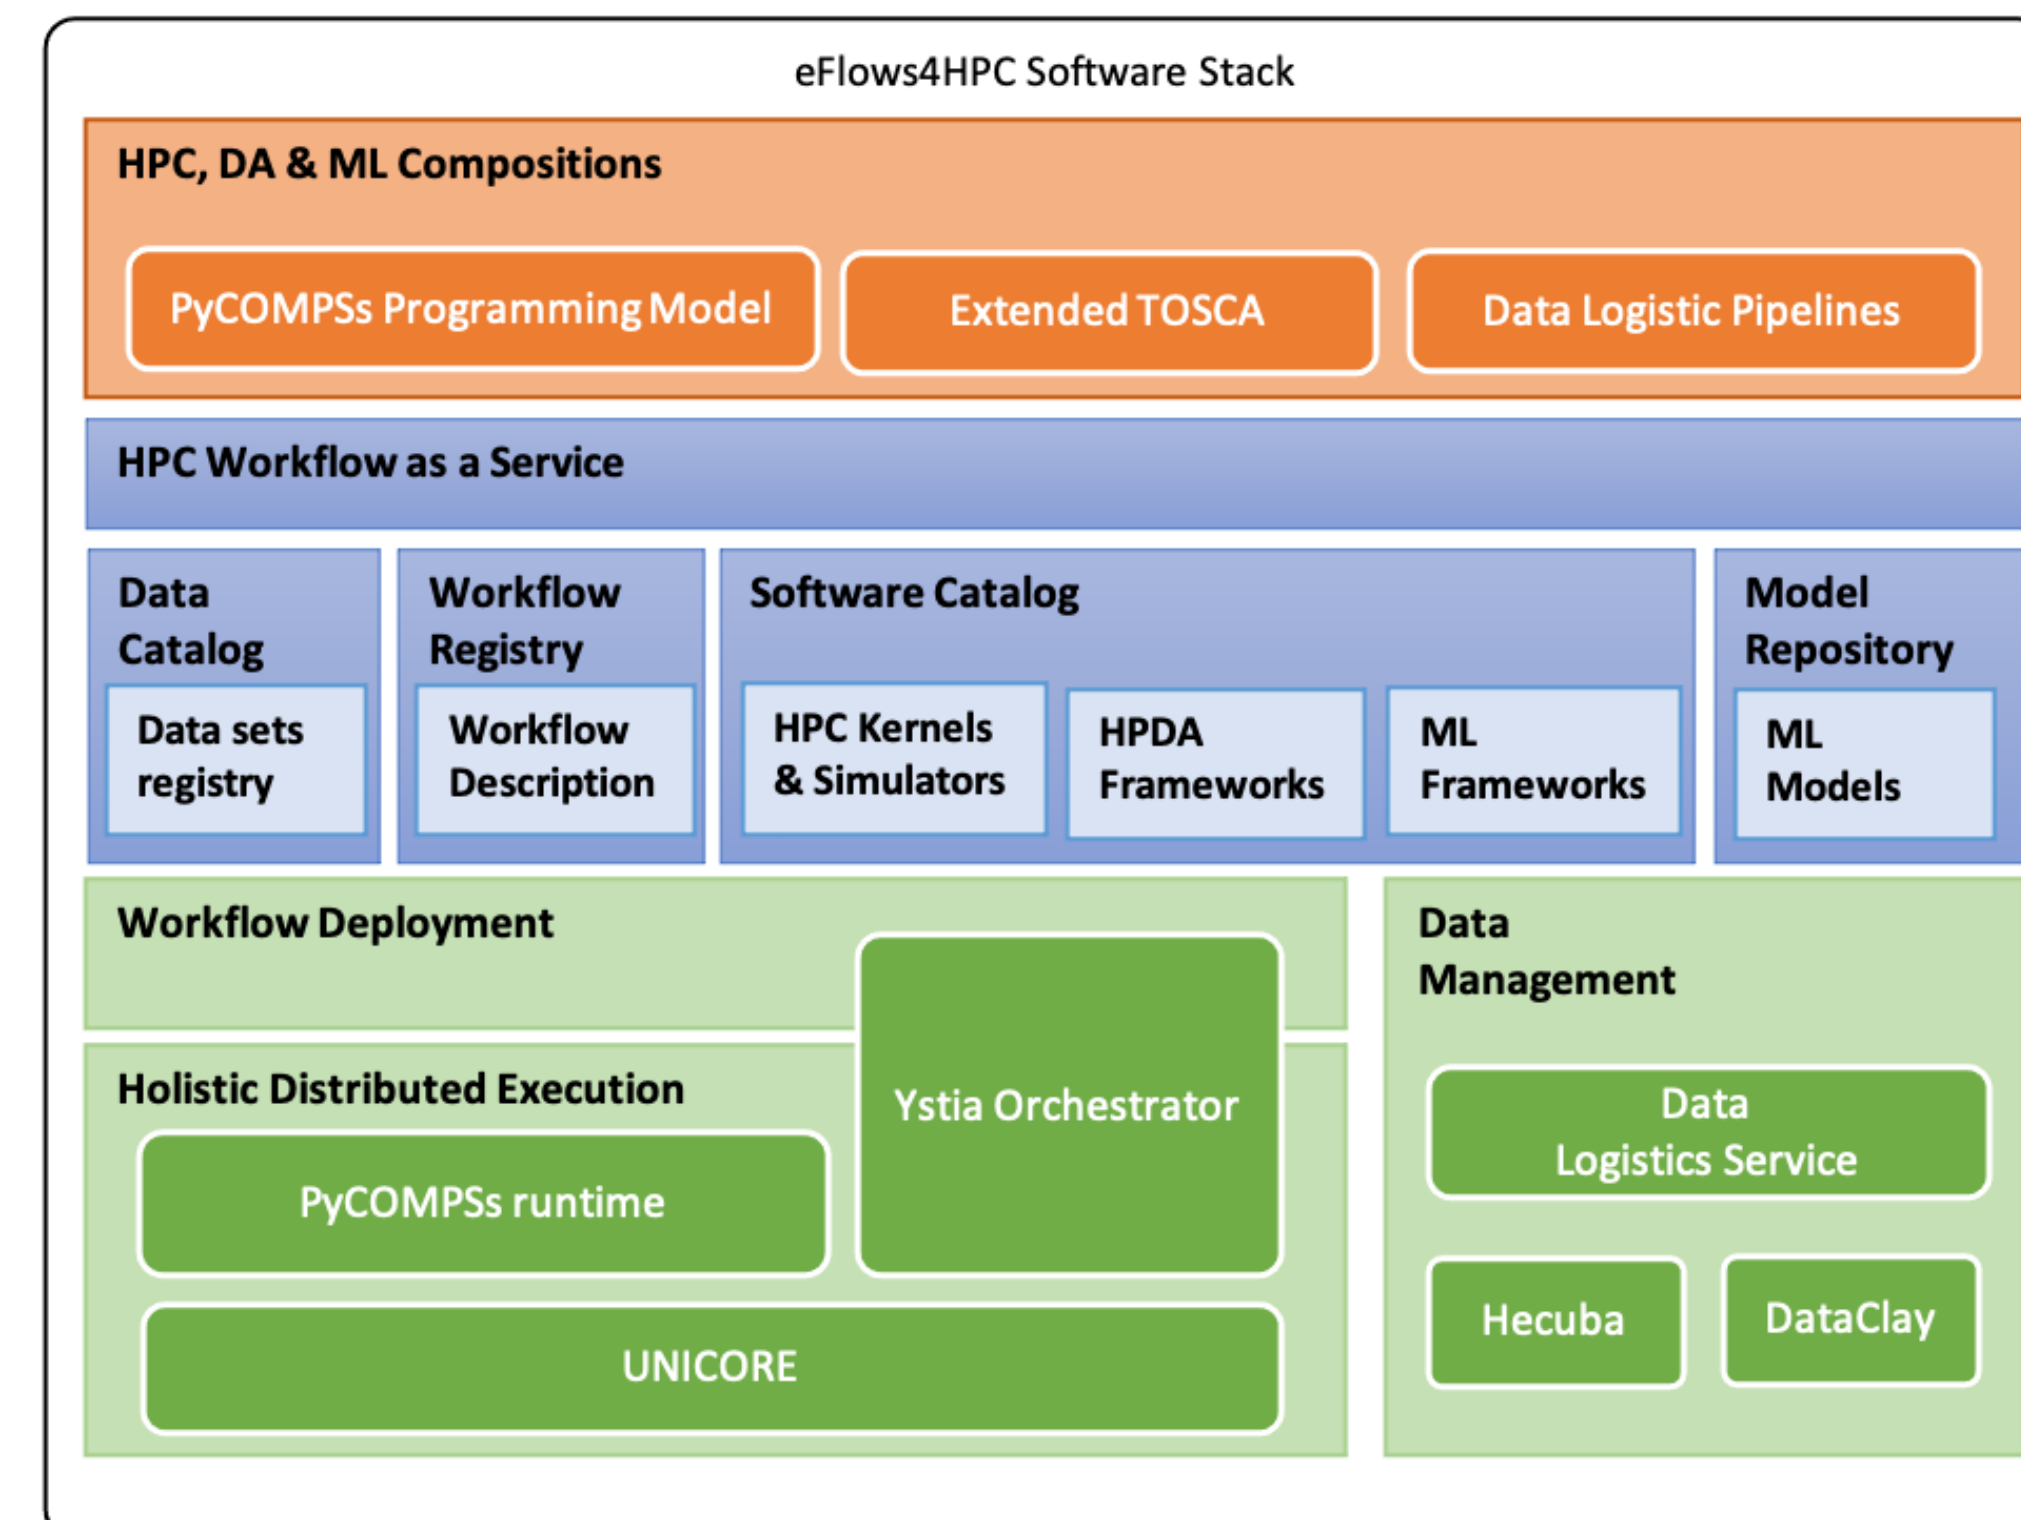 eFlows4HPC Software Stack
HPC, DA & ML Compositions
PyCOMPSs Programming Model
Extended TOSCA
Data Logistic Pipelines
HPC Workflow as a Service
Data
Catalog
Data sets
registry
Workflow
Registry
Workflow
Description
Software Catalog
HPC Kernels
& Simulators
HPDA
Frameworks
ML
Frameworks
Model
Repository
ML
Models
Workflow Deployment
Holistic Distributed Execution
Ystia Orchestrator
PyCOMPSs runtime
UNICORE
Data
Management
Data
Logistics Service
Hecuba
DataClay